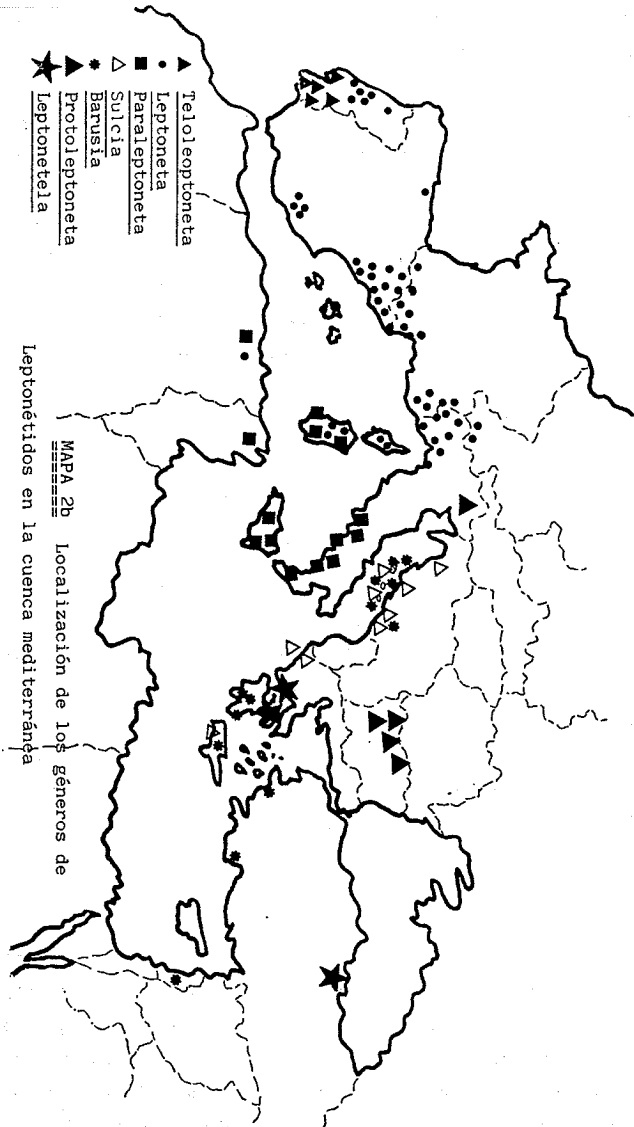 Teloleoptoneta
Leptoneta
Paraleptoneta
Sulcia
Barusia
Protoleptoneta
Leptonetela
MAPA 2b Localización de los géneros de
=======
Leptonétidos en la cuenca mediterránea